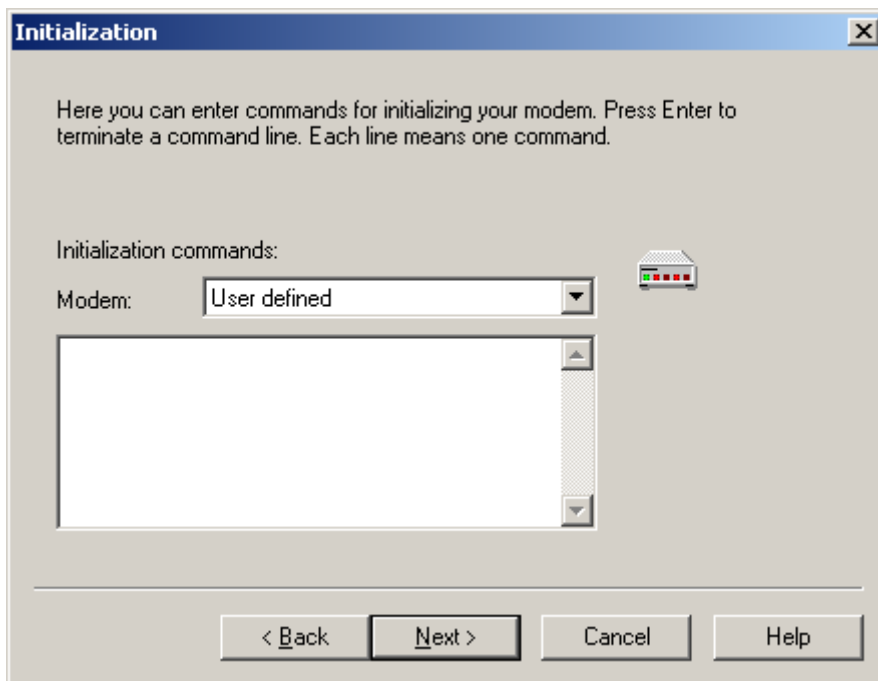 Initialization
Here you can enter commands for initializing your modem. Press Enter to
terminate a command line. Each line means one command.
Initialization commands:
Modem: User defined
< Back Next > Cancel Help